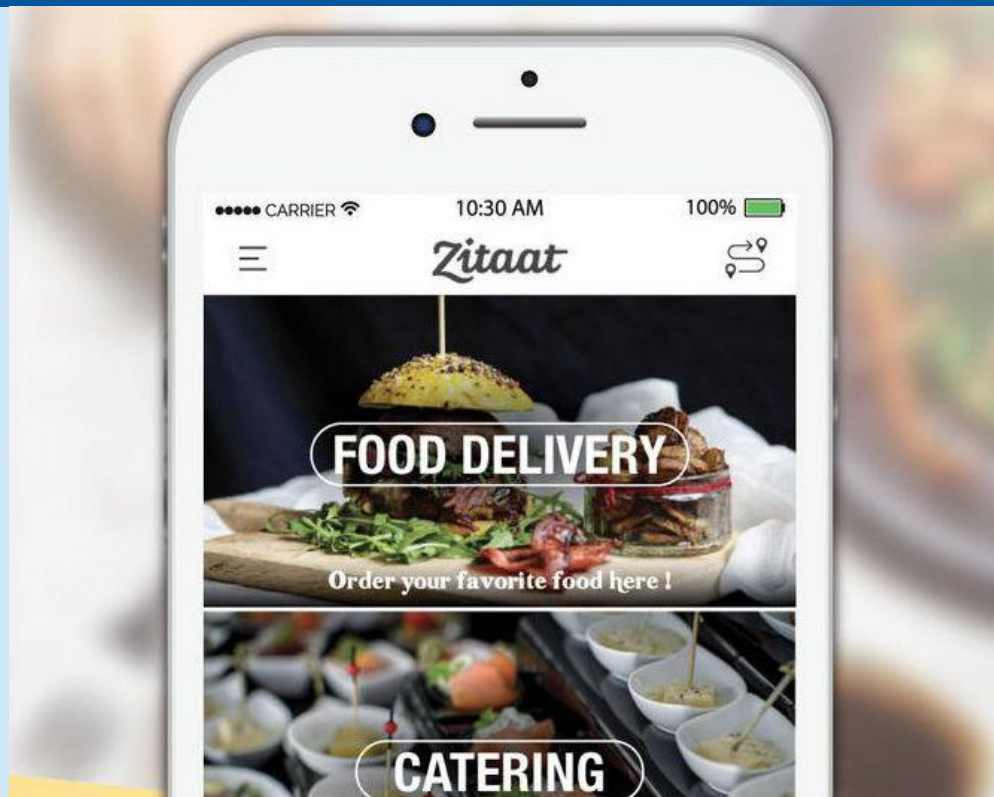 CARRIER
10:30 AM
100%
Zitaat
FOOD DELIVERY
Order your favorite food here !
CATERING